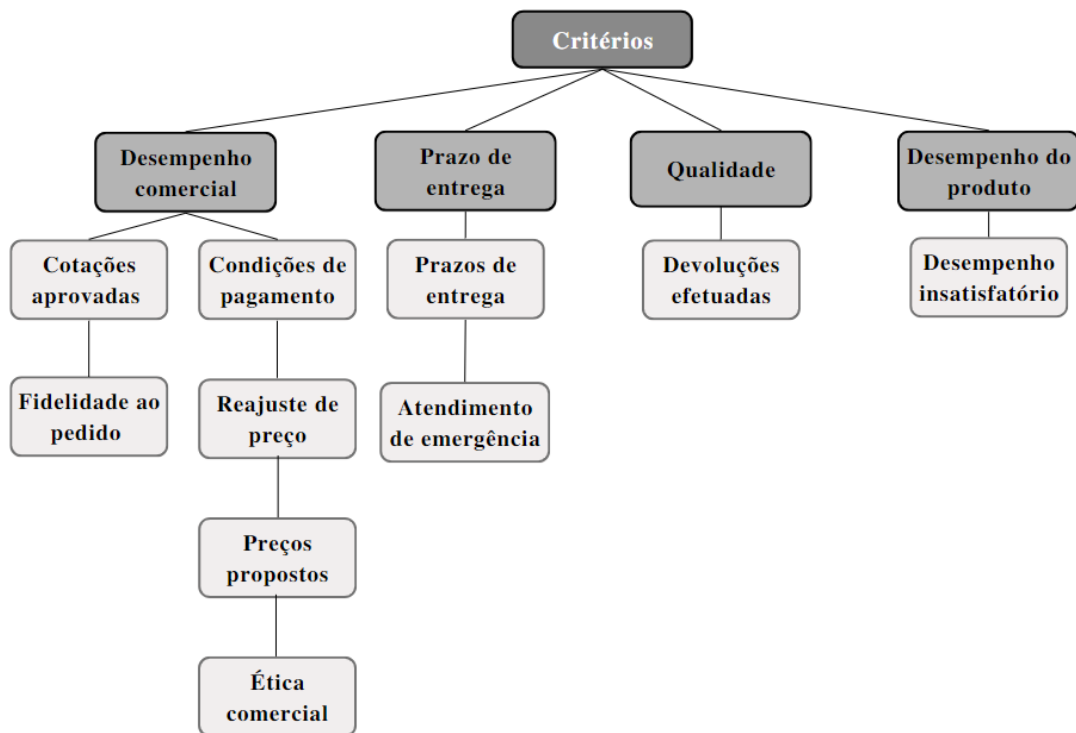 Critérios
Desempenho
comercial
Prazo de
entrega
Qualidade
Desempenho do
produto
Cotações
aprovadas
Condições de
pagamento
Prazos de
entrega
Devoluções
efetuadas
Desempenho
insatisfatório
Fidelidade ao
pedido
Reajuste de
preço
Atendimento
de emergência
Preços
propostos
Ética
comercial